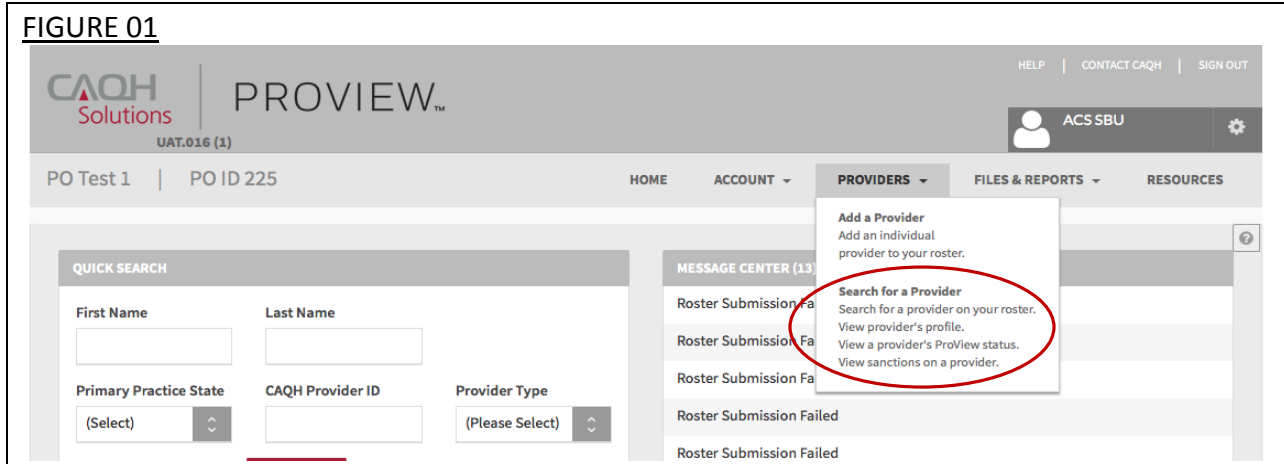 FIGURE 01
HELP | CONTACT CAQH | SIGN OUT
CAQH
Solutions
PROVIEW™
ACS SBU
UAT.016 (1)
PO Test 1 | PO ID 225
HOME ACCOUNT PROVIDERS FILES & REPORTS RESOURCES
Add a Provider
Add an individual
provider to your roster.
Search for a Provider
Search for a provider on your roster.
View provider's profile.
View a provider's ProView status.
View sanctions on a provider.
QUICK SEARCH
First Name Last Name
Primary Practice State CAQH Provider ID Provider Type
(Select) (Please Select)
MESSAGE CENTER (13)
Roster Submission Fa
Roster Submission Fa
Roster Submission Fa
Roster Submission Failed
Roster Submission Failed